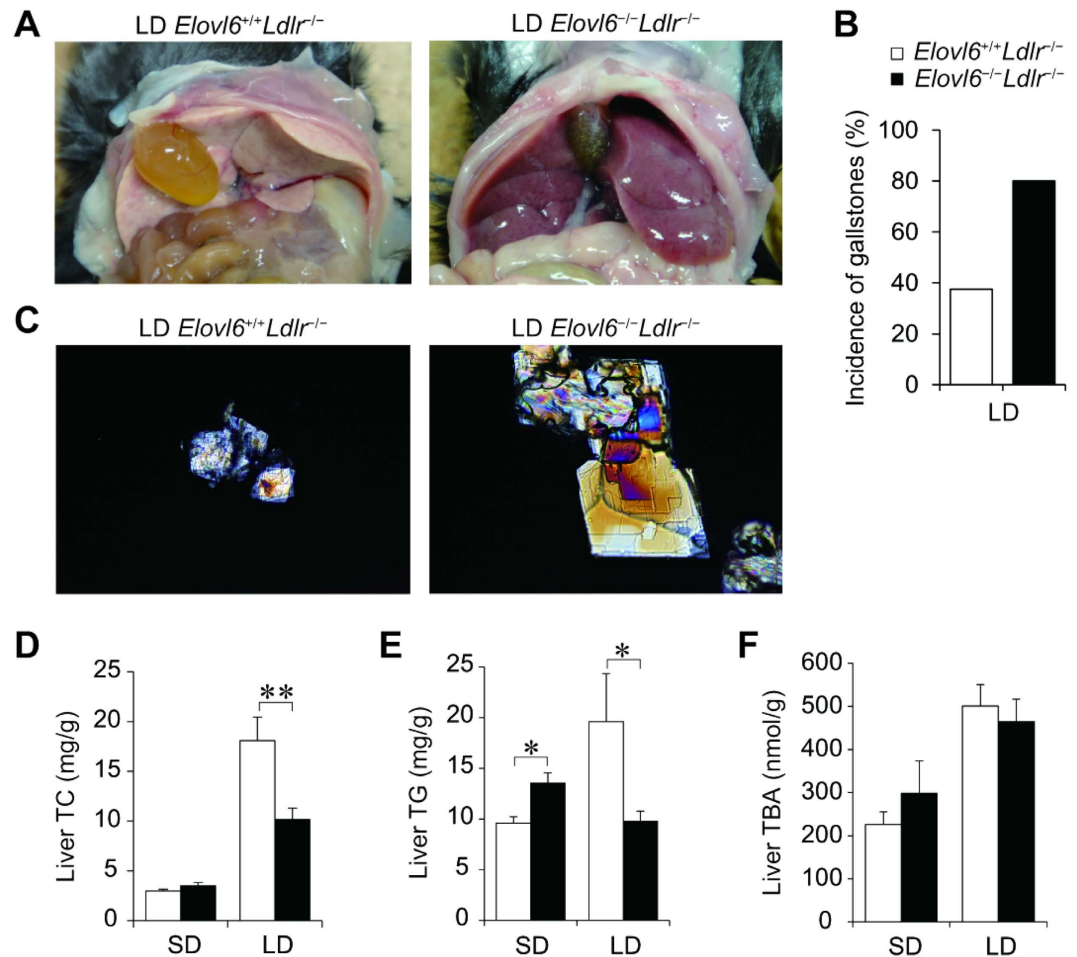 A
LD Elovl6+/+Ldlr−/−
LD Elovl6−/−Ldlr−/−
B
Elovl6+/+Ldlr−/−
Elovl6−/−Ldlr−/−
Incidence of gallstones (%)
100
80
60
40
20
0
LD
C
LD Elovl6+/+Ldlr−/−
LD Elovl6−/−Ldlr−/−
D
Liver TC (mg/g)
25
20
15
10
5
0
**
SD
LD
E
Liver TG (mg/g)
25
20
15
10
5
0
*
*
SD
LD
F
Liver TBA (nmol/g)
600
500
400
300
200
100
0
SD
LD